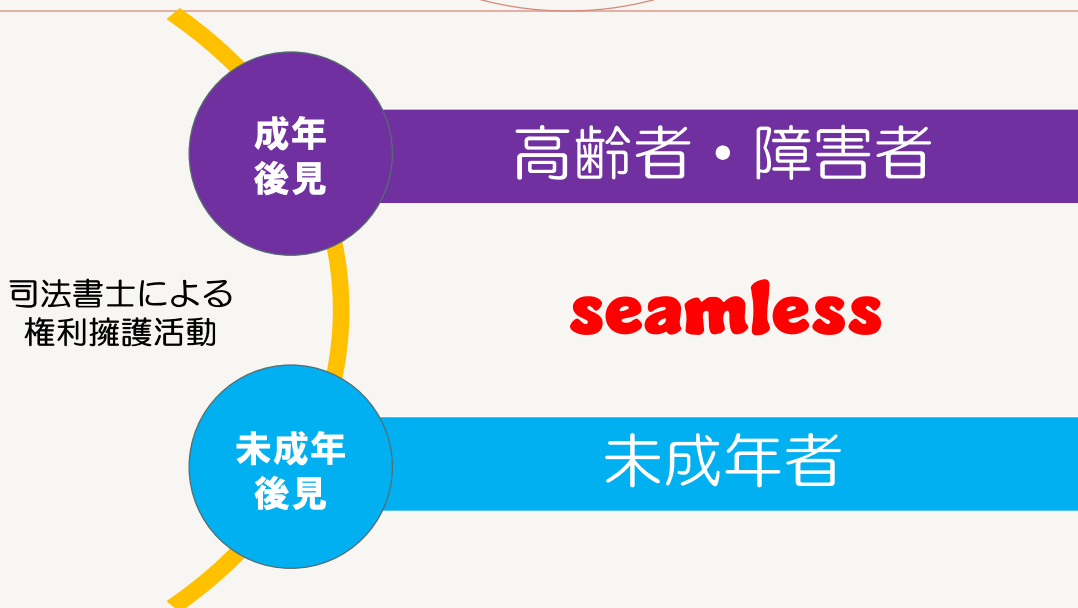 成年
後見
高齢者・障害者
司法書士による
権利擁護活動
seamless
未成年
後見
未成年者